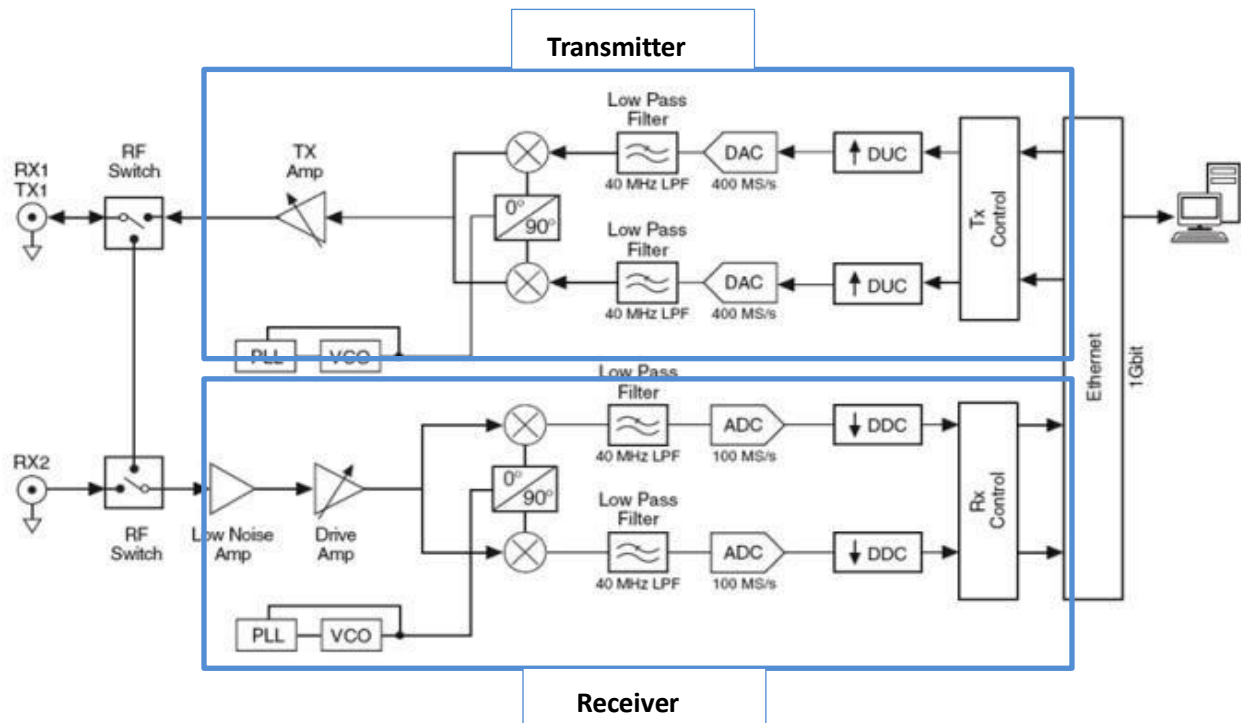 Transmitter
Low Pass
Filter
40 MHz LPF
DAC
400 MS/s
DUC
Tx
Control
RX1
TX1
RF
Switch
TX
Amp
0°
90°
Low Pass
Filter
40 MHz LPF
DAC
400 MS/s
DUC
PLL
VCO
Ethernet
1Gbit
Low Pass
Filter
40 MHz LPF
ADC
100 MS/s
DDC
Rx
Control
RX2
RF
Switch
Low Noise
Amp
Drive
Amp
0°
90°
Low Pass
Filter
40 MHz LPF
ADC
100 MS/s
DDC
PLL
VCO
Receiver